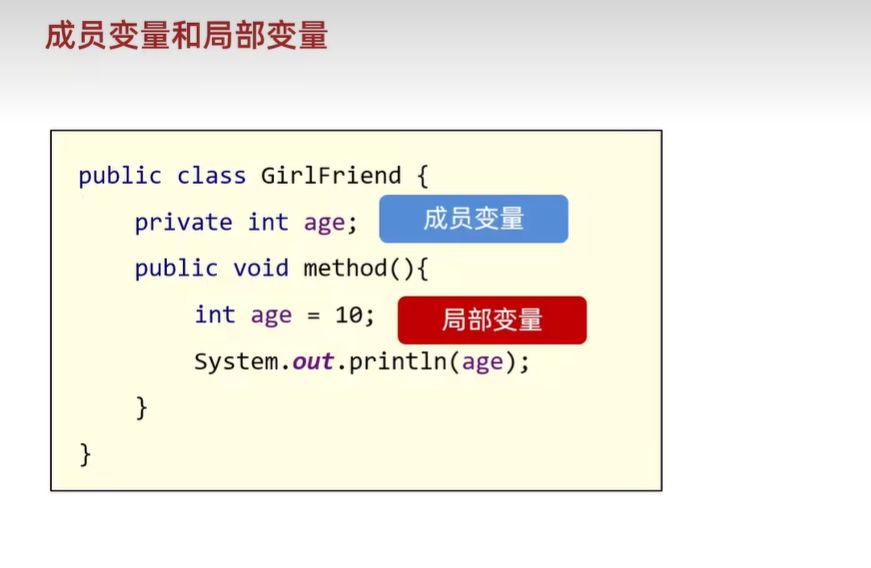 成员变量和局部变量
public class GirlFriend {
private int age; 成员变量
public void method(){
int age = 10; 局部变量
System.out.println(age);
}
}